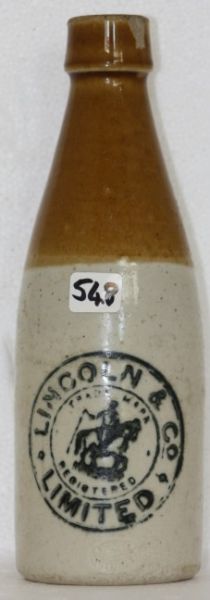 548
LINCOLN & CO
TRADE MARK
REGISTERED
LIMITED